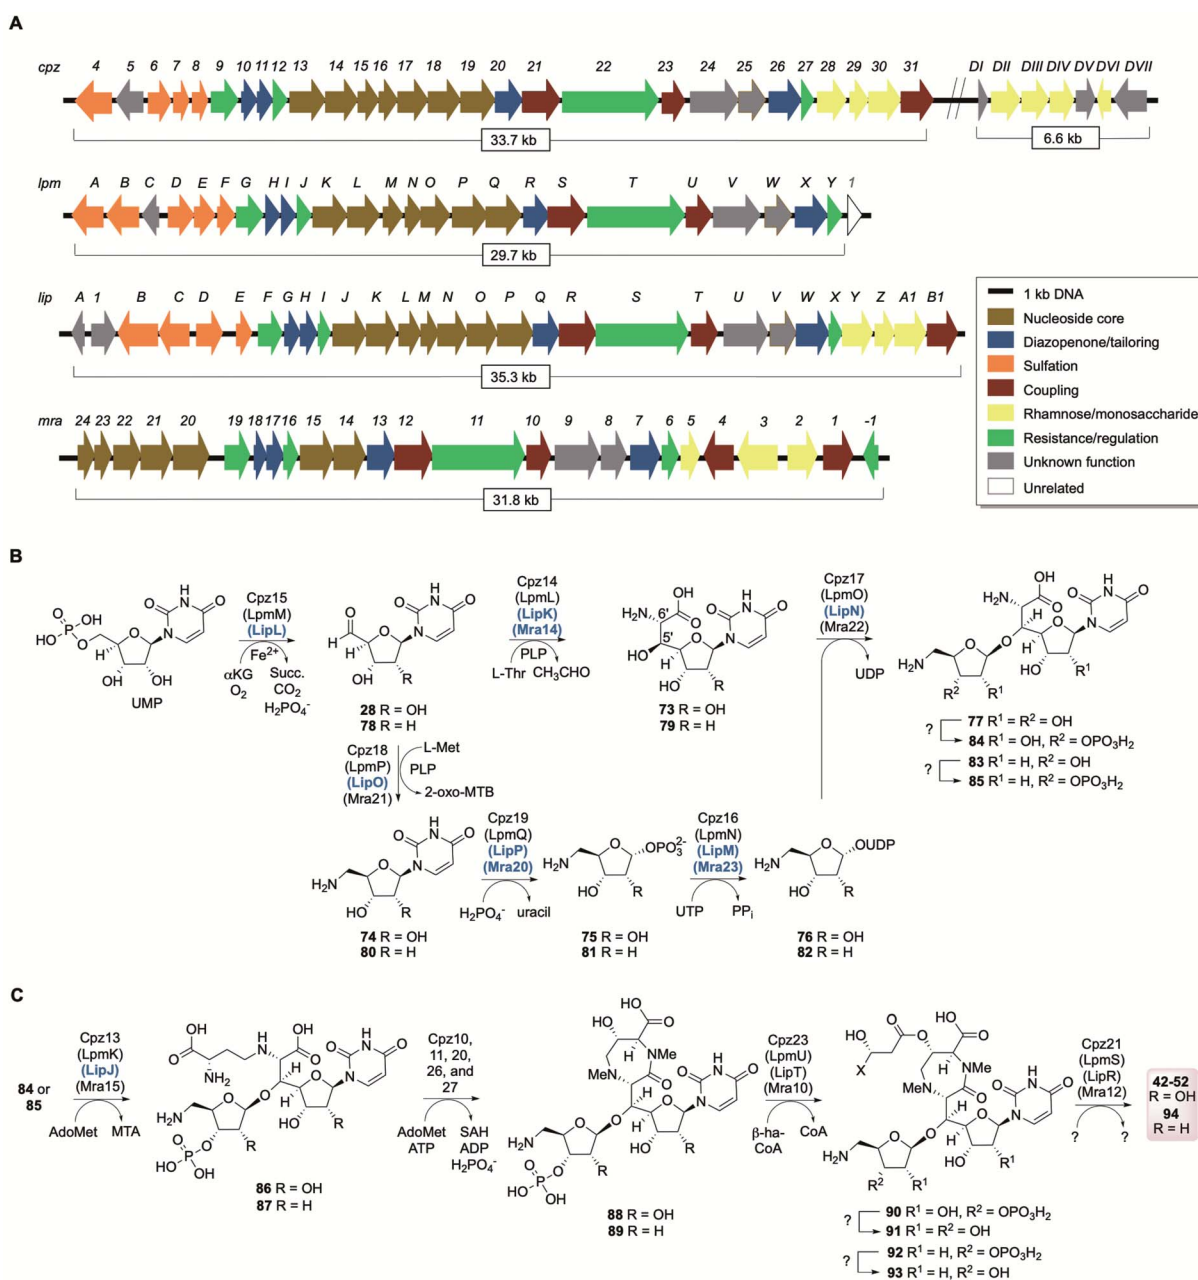 A
cpz 4 5 6 7 8 9 10 11 12 13 14 15 16 17 18 19 20 21 22 23 24 25 26 27 28 29 30 31 DI DII DIII DIV DV DVI DVII
33.7 kb
6.6 kb
lpm A B C D E F G H I J K L M N O P Q R S T U V W X Y 1
29.7 kb
lip A 1 B C D E F G H I J K L M N O P Q R S T U V W X Y Z A1 B1
35.3 kb
mra 24 23 22 21 20 19 18 17 16 15 14 13 12 11 10 9 8 7 6 5 4 3 2 1 -1
31.8 kb
1 kb DNA
Nucleoside core
Diazopenone/tailoring
Sulfation
Coupling
Rhamnose/monosaccharide
Resistance/regulation
Unknown function
Unrelated
B
UMP
Cpz15
(LpmM)
(LipL)
Fe²⁺
αKG
O₂
Succ.
CO₂
H₂PO₄⁻
28 R = OH
78 R = H
Cpz14
(LpmL)
(LipK)
(Mra14)
PLP
L-Thr CH₃CHO
6'
5'
73 R = OH
79 R = H
Cpz17
(LpmO)
(LipN)
(Mra22)
UDP
77 R¹ = R² = OH
?
84 R¹ = OH, R² = OPO₃H₂
83 R¹ = H, R² = OH
?
85 R¹ = H, R² = OPO₃H₂
Cpz18
(LpmP)
(LipO)
(Mra21)
L-Met
PLP
2-oxo-MTB
74 R = OH
80 R = H
Cpz19
(LpmQ)
(LipP)
(Mra20)
H₂PO₄⁻ uracil
75 R = OH
81 R = H
Cpz16
(LpmN)
(LipM)
(Mra23)
UTP PPᵢ
76 R = OH
82 R = H
C
84 or
85
Cpz13
(LpmK)
(LipJ)
(Mra15)
AdoMet MTA
86 R = OH
87 R = H
Cpz10,
11, 20,
26, and
27
AdoMet
ATP
SAH
ADP
H₂PO₄⁻
88 R = OH
89 R = H
Cpz23
(LpmU)
(LipT)
(Mra10)
β-ha-
CoA
CoA
90 R¹ = OH, R² = OPO₃H₂
?
91 R¹ = R² = OH
92 R¹ = H, R² = OPO₃H₂
?
93 R¹ = H, R² = OH
Cpz21
(LpmS)
(LipR)
(Mra12)
? ?
42-52
R = OH
94
R = H